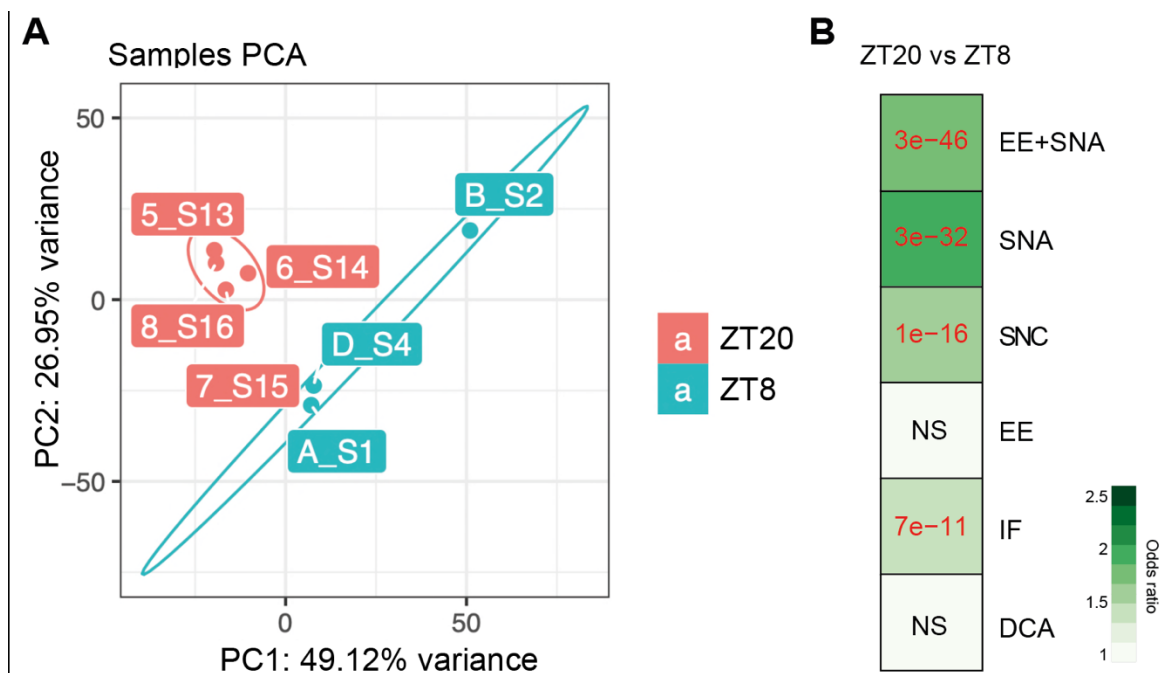 A
Samples PCA
50
0
−50
0
50
PC2: 26.95% variance
PC1: 49.12% variance
5_S13
6_S14
8_S16
7_S15
B_S2
D_S4
A_S1
a ZT20
a ZT8
B
ZT20 vs ZT8
3e−46 EE+SNA
3e−32 SNA
1e−16 SNC
NS EE
7e−11 IF
NS DCA
2.5
2
1.5
1
Odds ratio